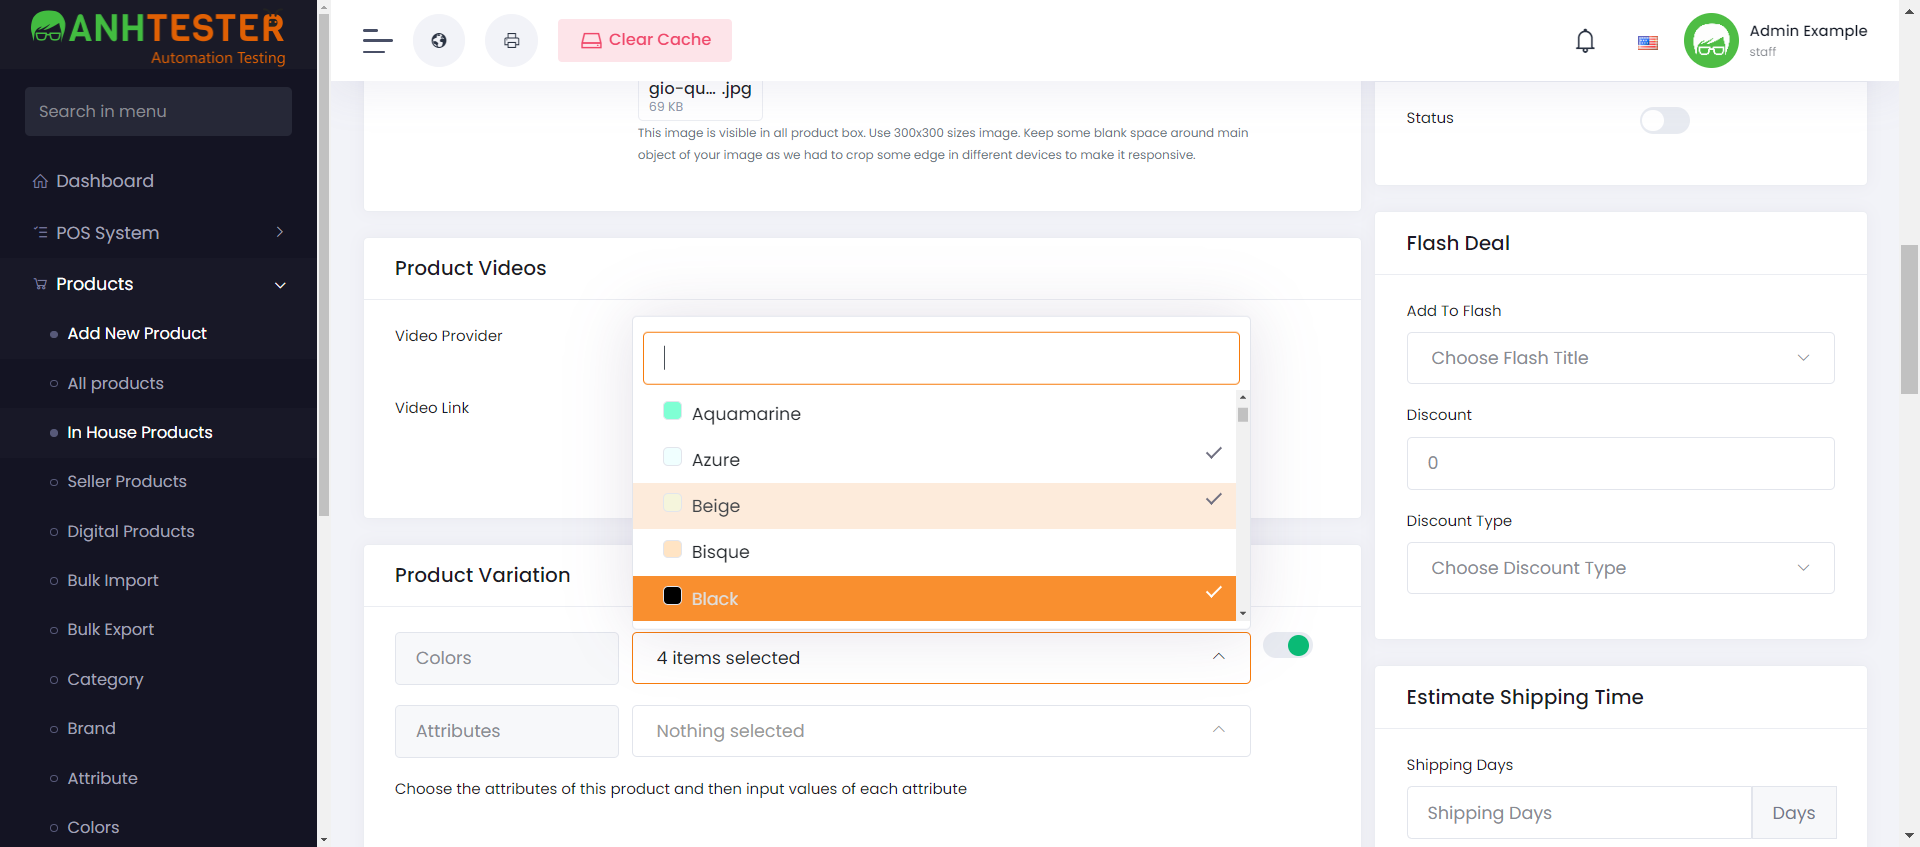 ANHTESTER
Automation Testing
Search in menu
Dashboard
POS System
Products
Add New Product
All products
In House Products
Seller Products
Digital Products
Bulk Import
Bulk Export
Category
Brand
Attribute
Colors
Clear Cache
Admin Example
staff
gio-qu... .jpg
69 KB
This image is visible in all product box. Use 300x300 sizes image. Keep some blank space around main
object of your image as we had to crop some edge in different devices to make it responsive.
Product Videos
Video Provider
Video Link
Aquamarine
Azure
Beige
Bisque
Black
Product Variation
Colors
4 items selected
Attributes
Nothing selected
Choose the attributes of this product and then input values of each attribute
Status
Flash Deal
Add To Flash
Choose Flash Title
Discount
0
Discount Type
Choose Discount Type
Estimate Shipping Time
Shipping Days
Shipping Days
Days